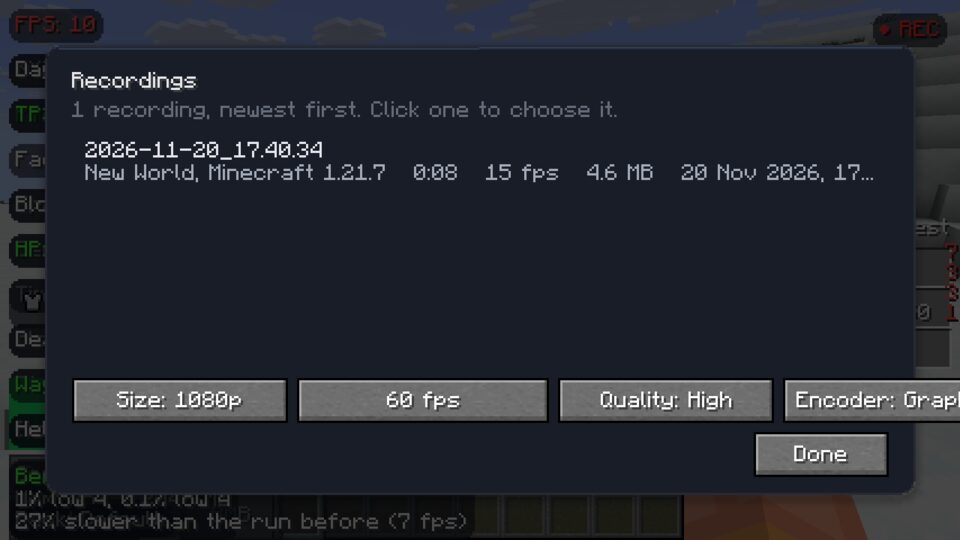 FPS: 10
REC
Recordings
1 recording, newest first. Click one to choose it.
2026-11-20_17.40.34
New World, Minecraft 1.21.7 0:08 15 fps 4.6 MB 20 Nov 2026, 17...
Size: 1080p
60 fps
Quality: High
Encoder: Grap
Done
1% low 4, 0.1% low 4
27% slower than the run before (7 fps)